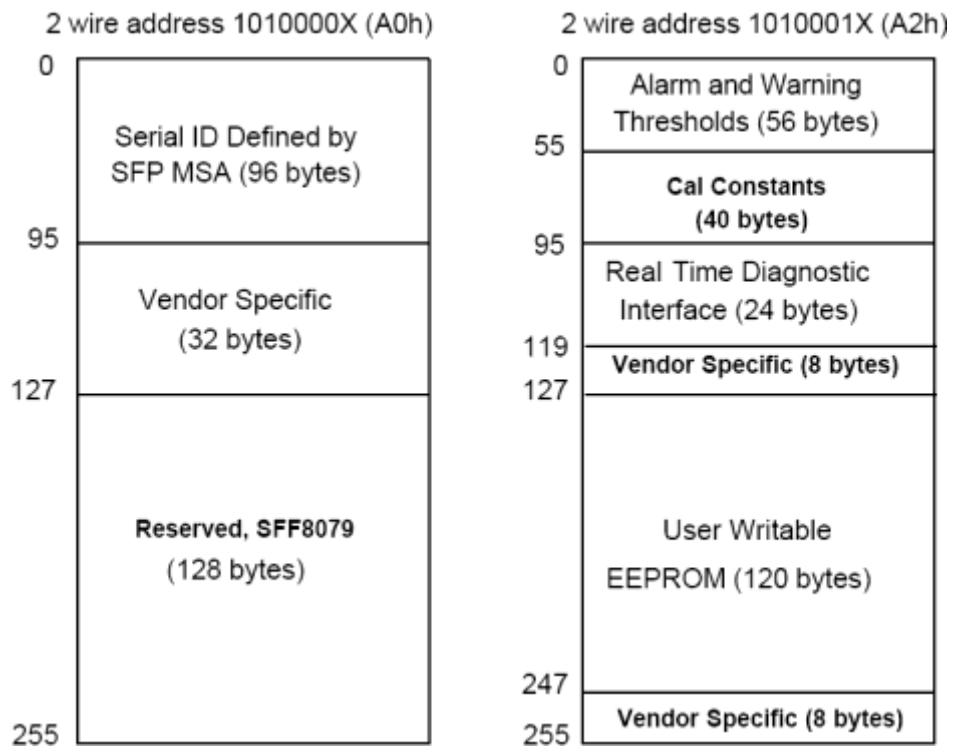 2 wire address 1010000X (A0h)
0
Serial ID Defined by
SFP MSA (96 bytes)
95
Vendor Specific
(32 bytes)
127
Reserved, SFF8079
(128 bytes)
255
2 wire address 1010001X (A2h)
0
Alarm and Warning
Thresholds (56 bytes)
55
Cal Constants
(40 bytes)
95
Real Time Diagnostic
Interface (24 bytes)
119
Vendor Specific (8 bytes)
127
User Writable
EEPROM (120 bytes)
247
Vendor Specific (8 bytes)
255